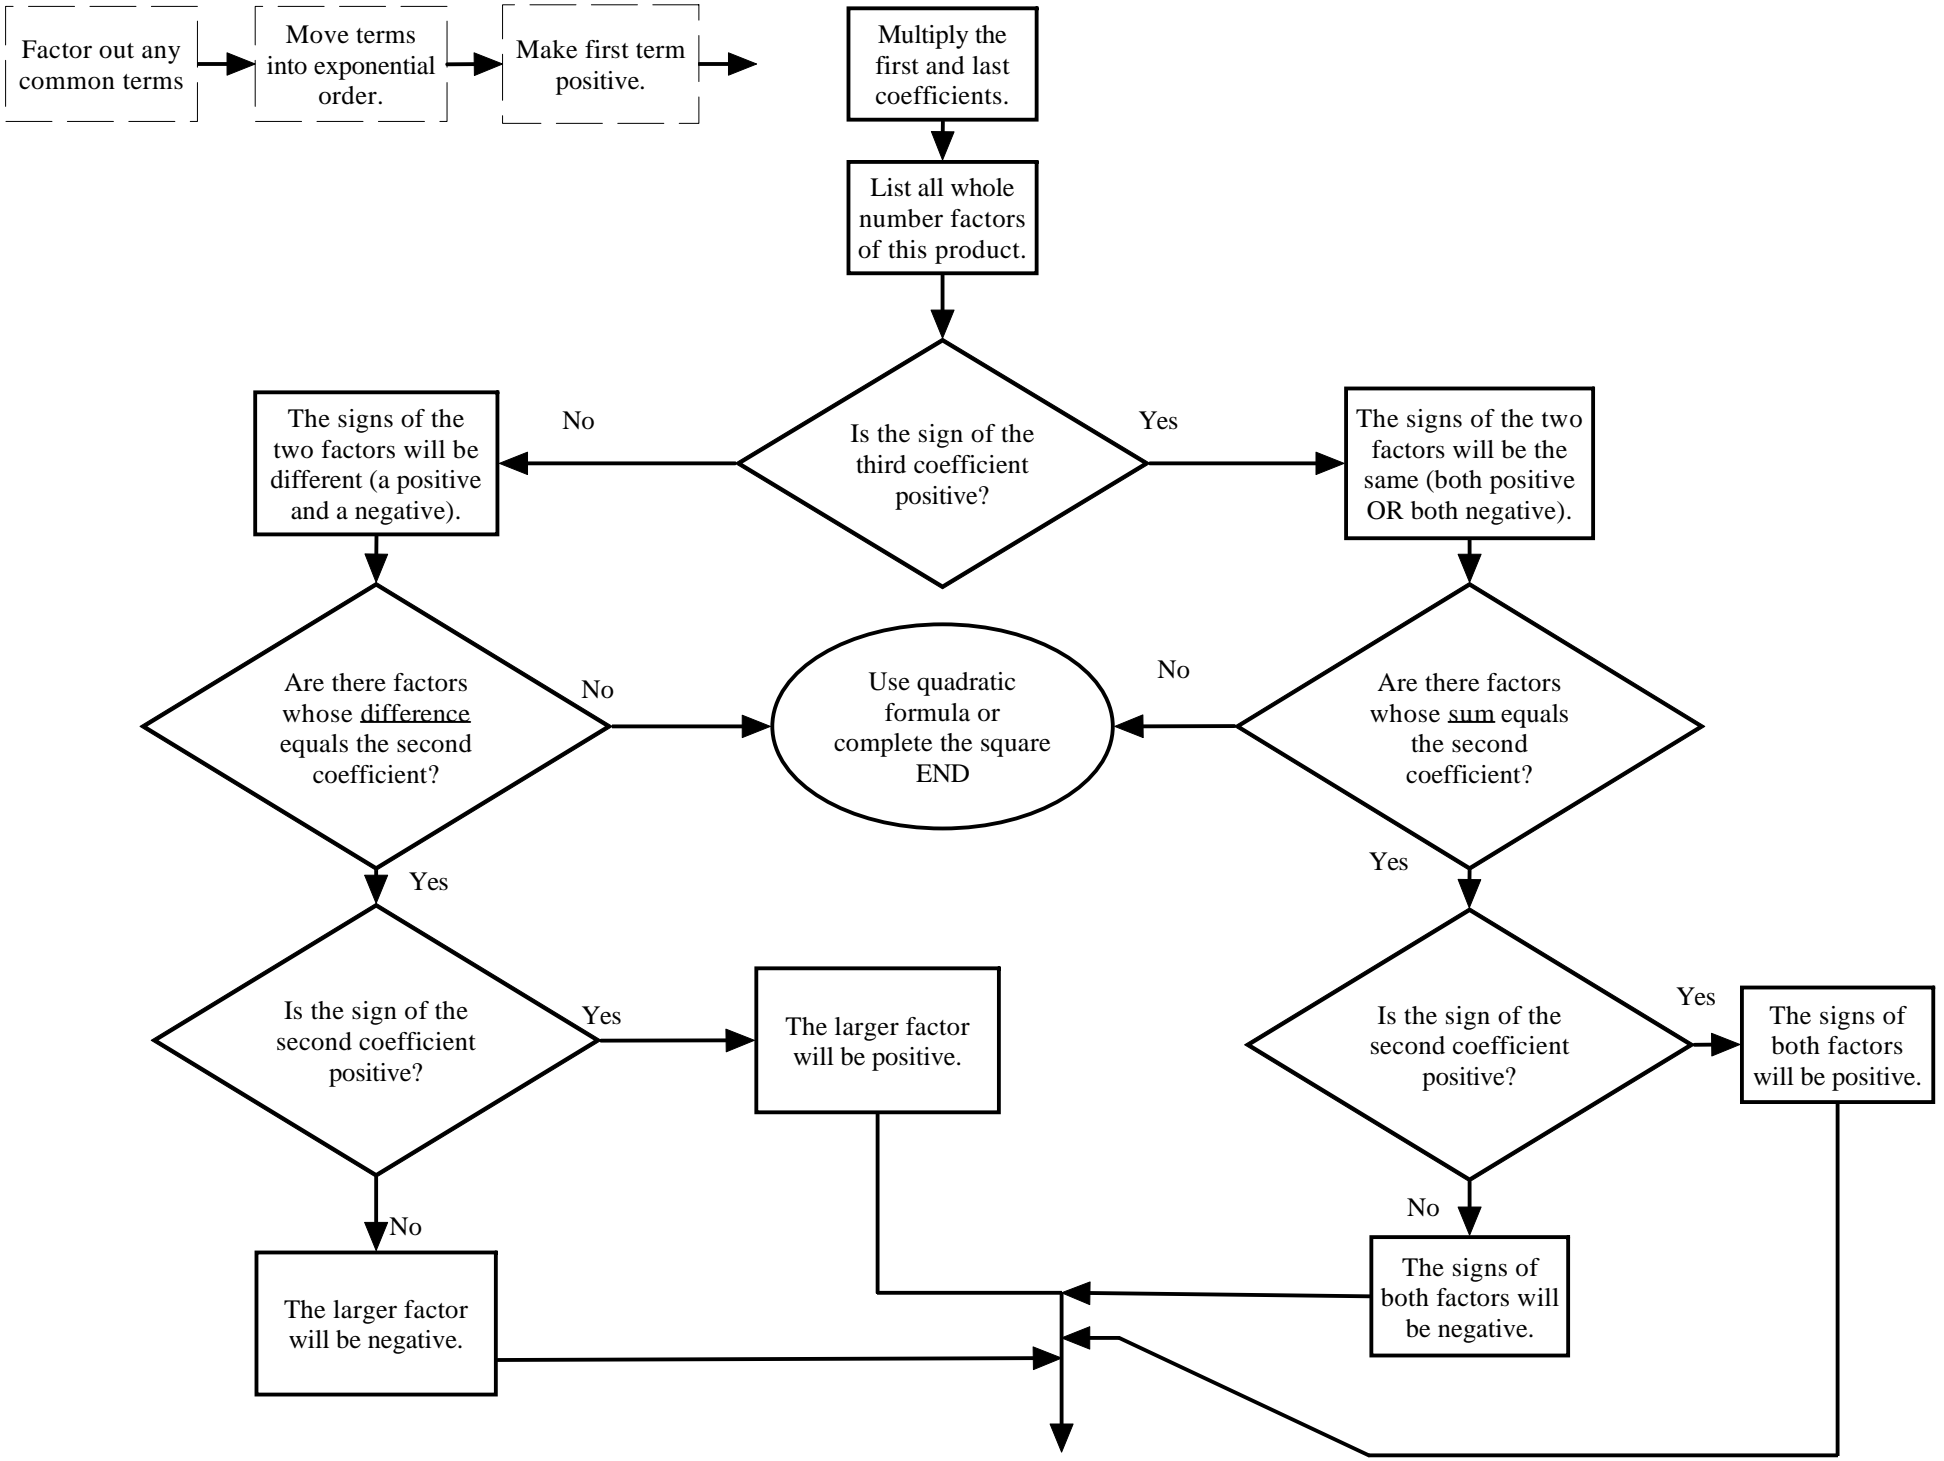 Factor out any
common terms
Move terms
into exponential
order.
Make first term
positive.
Multiply the
first and last
coefficients.
List all whole
number factors
of this product.
Is the sign of the
third coefficient
positive?
No
Yes
The signs of the
two factors will be
different (a positive
and a negative).
The signs of the two
factors will be the
same (both positive
OR both negative).
Are there factors
whose difference
equals the second
coefficient?
No
Use quadratic
formula or
complete the square
END
No
Are there factors
whose sum equals
the second
coefficient?
Yes
Yes
Is the sign of the
second coefficient
positive?
Yes
The larger factor
will be positive.
Is the sign of the
second coefficient
positive?
Yes
The signs of
both factors
will be positive.
No
No
The larger factor
will be negative.
The signs of
both factors will
be negative.